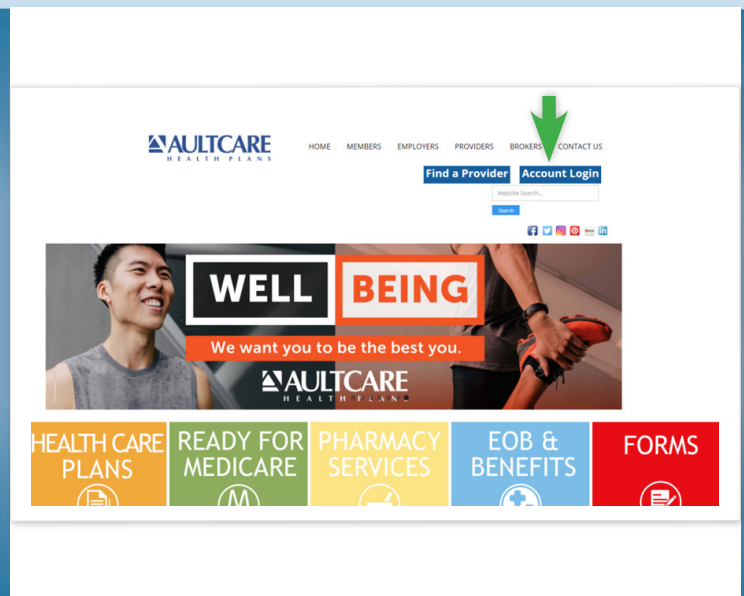 AULTCARE
HEALTH PLANS
HOME MEMBERS EMPLOYERS PROVIDERS BROKERS CONTACT US
Find a Provider Account Login
Website Search...
Search
WELL BEING
We want you to be the best you.
AULTCARE
HEALTH PLANS
HEALTH CARE PLANS
READY FOR MEDICARE
PHARMACY SERVICES
EOB & BENEFITS
FORMS